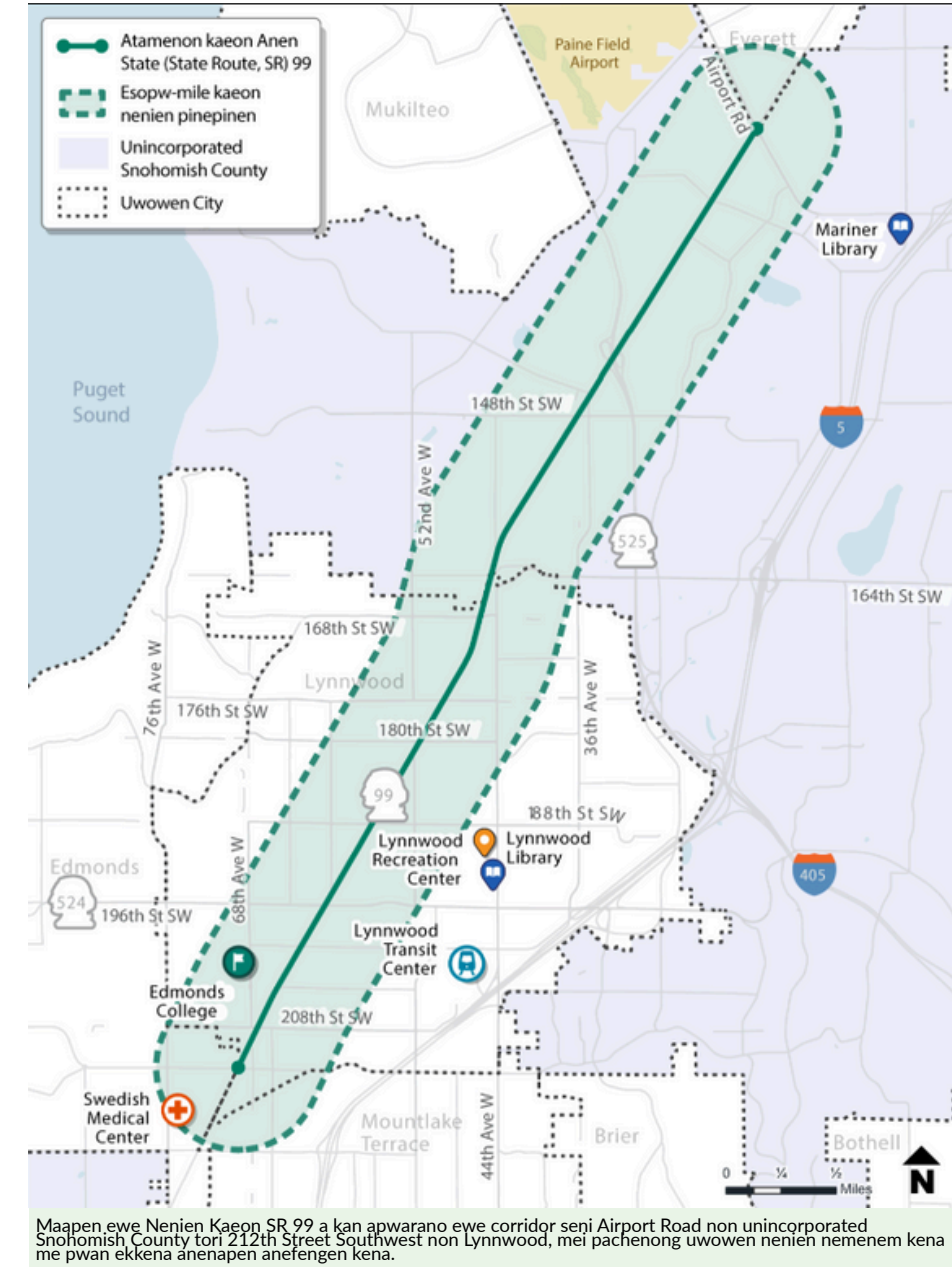 Atamenon kaeon Anen
State (State Route, SR) 99
Esopw-mile kaeon
nenien pinepinen
Unincorporated
Snohomish County
Uwowen City
Paine Field
Airport
Everett
Airport Rd
Mukilteo
Mariner
Library
Puget
Sound
148th St SW
5
52nd Ave W
525
164th St SW
168th St SW
Lynnwood
76th Ave W
176th St SW
36th Ave W
180th St SW
99
188th St SW
Lynnwood
Recreation
Center
Lynnwood
Library
Edmonds
68th Ave W
405
524
196th St SW
Lynnwood
Transit
Center
Edmonds
College
208th St SW
Swedish
Medical
Center
Mountlake
Terrace
44th Ave W
Brier
Bothell
0 ¼ ½
Miles
N
Maapen ewe Nenien Kaeon SR 99 a kan apwarano ewe corridor seni Airport Road non unincorporated
Snohomish County tori 212th Street Southwest non Lynnwood, mei pachenong uwowen nenien nemenem kena
me pwan ekkena anenapen anefengen kena.